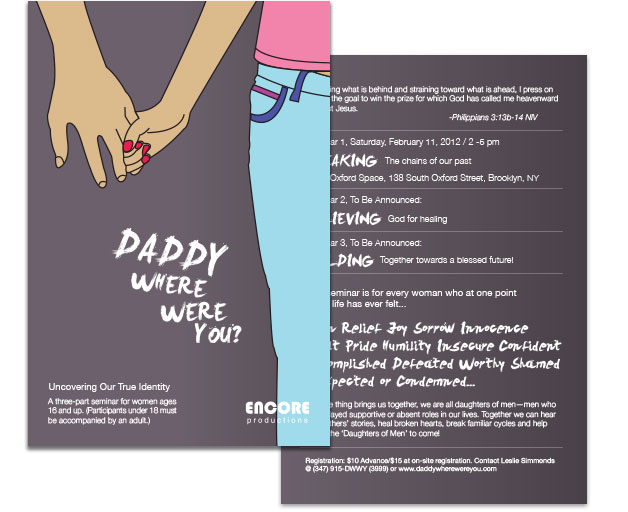 DADDY
WHERE
WERE
YOU?
Uncovering Our True Identity
A three-part seminar for women ages
16 and up. (Participants under 18 must
be accompanied by an adult.)
ENCORE
productions
ing what is behind and straining toward what is ahead, I press on
the goal to win the prize for which God has called me heavenward
t Jesus.
-Philippians 3:13b-14 NIV
ar 1, Saturday, February 11, 2012 / 2 -6 pm
AKING The chains of our past
Oxford Space, 138 South Oxford Street, Brooklyn, NY
ar 2, To Be Announced:
IEVING God for healing
ar 3, To Be Announced:
LDING Together towards a blessed future!
seminar is for every woman who at one point
life has ever felt...
Relief Joy Sorrow Innocence
t Pride Humility Insecure Confident
omplished Defeated Worthy Shamed
pected or Condemned...
e thing brings us together, we are all daughters of men—men who
ayed supportive or absent roles in our lives. Together we can hear
thers' stories, heal broken hearts, break familiar cycles and help
he 'Daughters of Men' to come!
Registration: $10 Advance/$15 at on-site registration. Contact Leslie Simmonds
@ (347) 915-DWWY (3999) or www.daddywherewereyou.com